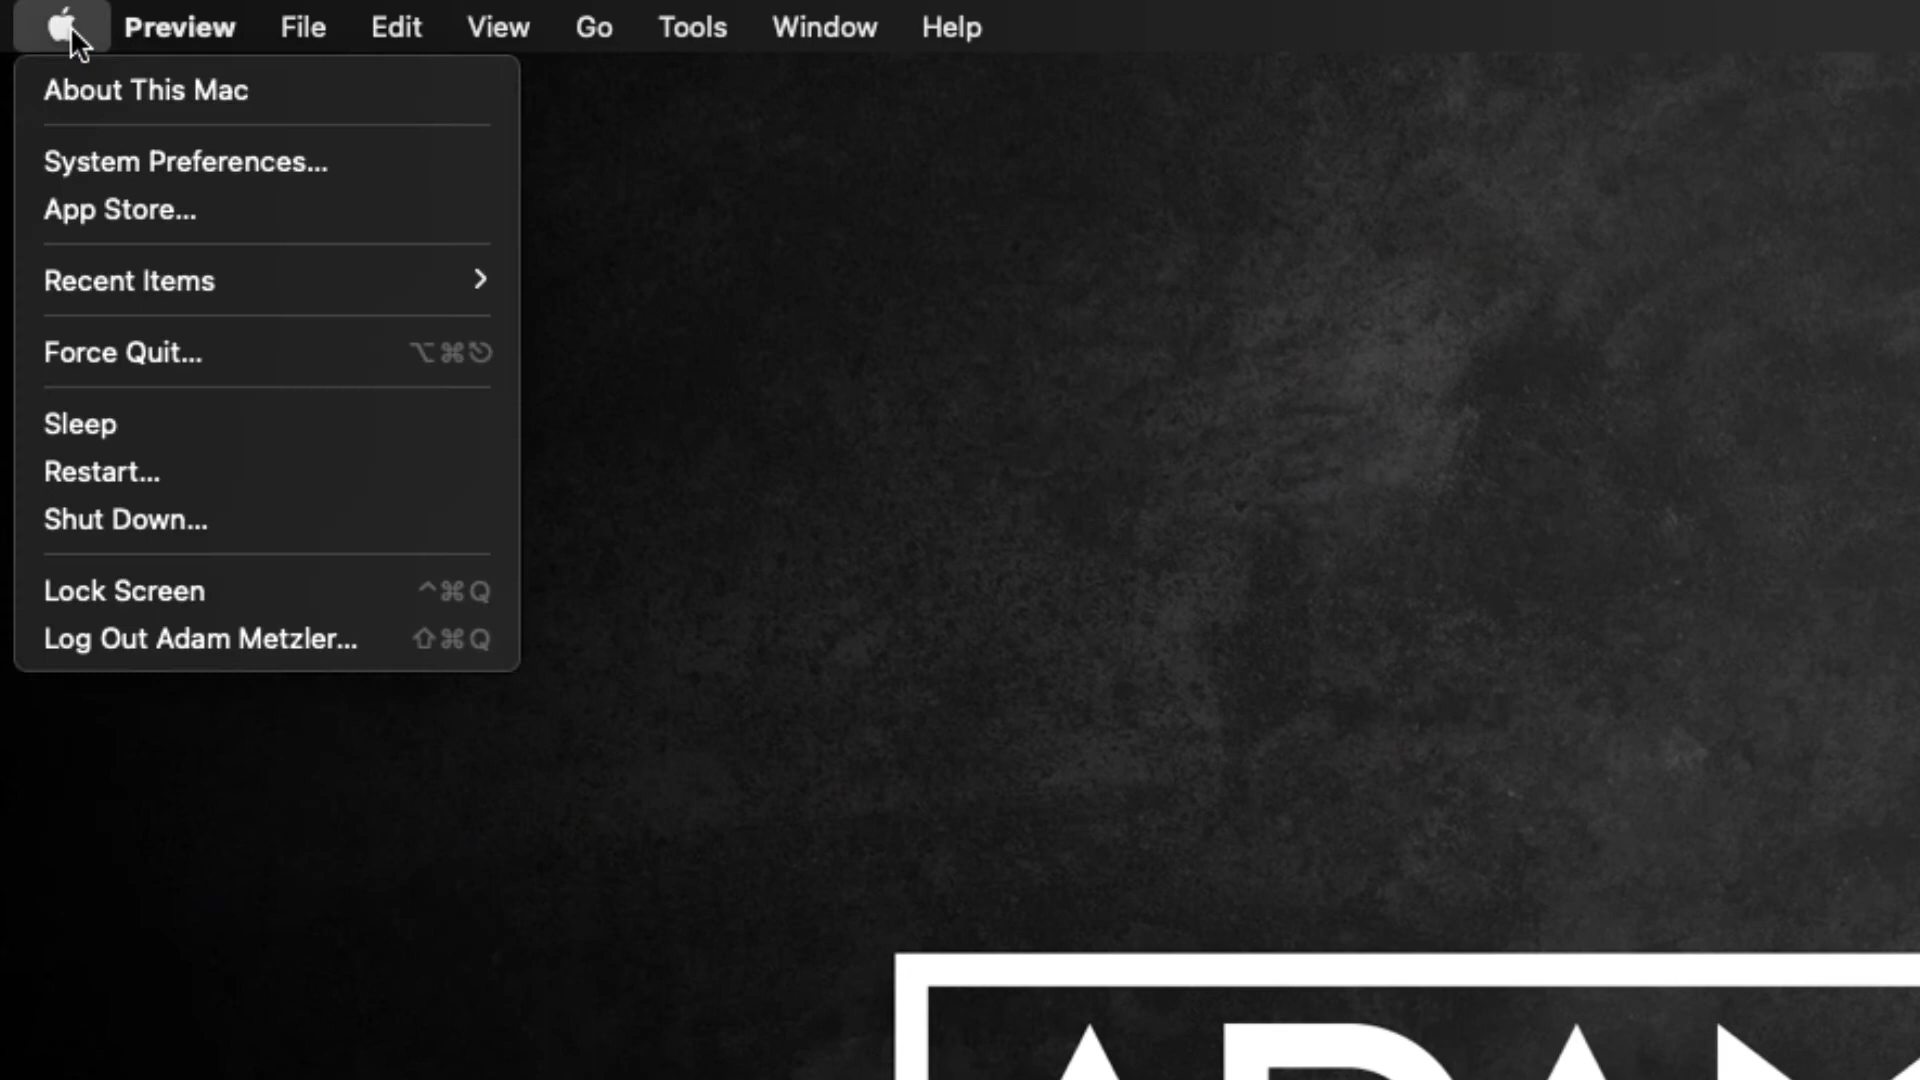 Preview File Edit View Go Tools Window Help
About This Mac
System Preferences...
App Store...
Recent Items >
Force Quit... ⌥⌘⎋
Sleep
Restart...
Shut Down...
Lock Screen ^⌘Q
Log Out Adam Metzler... ⇧⌘Q
ADAM